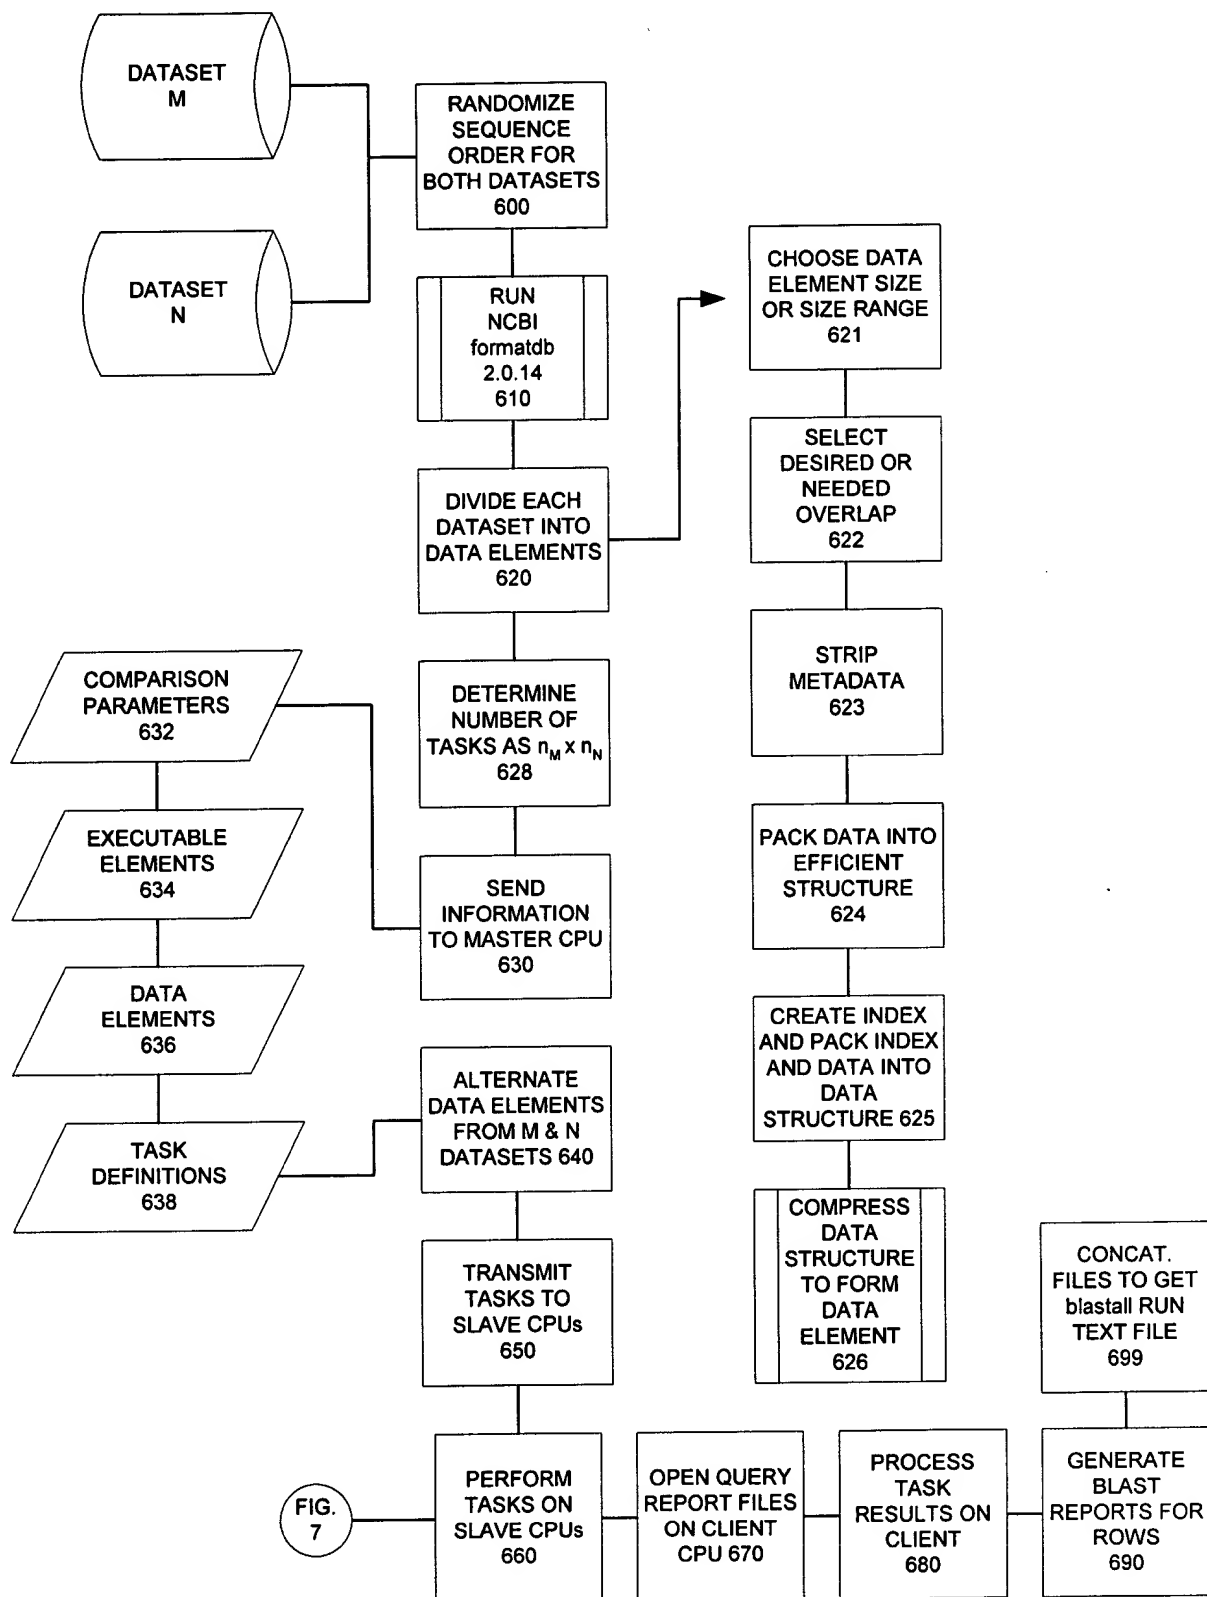 DATASET
M
DATASET
N
RANDOMIZE
SEQUENCE
ORDER FOR
BOTH DATASETS
600
RUN
NCBI
formatdb
2.0.14
610
DIVIDE EACH
DATASET INTO
DATA ELEMENTS
620
CHOOSE DATA
ELEMENT SIZE
OR SIZE RANGE
621
SELECT
DESIRED OR
NEEDED
OVERLAP
622
STRIP
METADATA
623
PACK DATA INTO
EFFICIENT
STRUCTURE
624
CREATE INDEX
AND PACK INDEX
AND DATA INTO
DATA
STRUCTURE 625
COMPRESS
DATA
STRUCTURE
TO FORM
DATA
ELEMENT
626
DETERMINE
NUMBER OF
TASKS AS nM x nN
628
SEND
INFORMATION
TO MASTER CPU
630
COMPARISON
PARAMETERS
632
EXECUTABLE
ELEMENTS
634
DATA
ELEMENTS
636
TASK
DEFINITIONS
638
ALTERNATE
DATA ELEMENTS
FROM M & N
DATASETS 640
TRANSMIT
TASKS TO
SLAVE CPUs
650
FIG.
7
PERFORM
TASKS ON
SLAVE CPUs
660
OPEN QUERY
REPORT FILES
ON CLIENT
CPU 670
PROCESS
TASK
RESULTS ON
CLIENT
680
GENERATE
BLAST
REPORTS FOR
ROWS
690
CONCAT.
FILES TO GET
blastall RUN
TEXT FILE
699